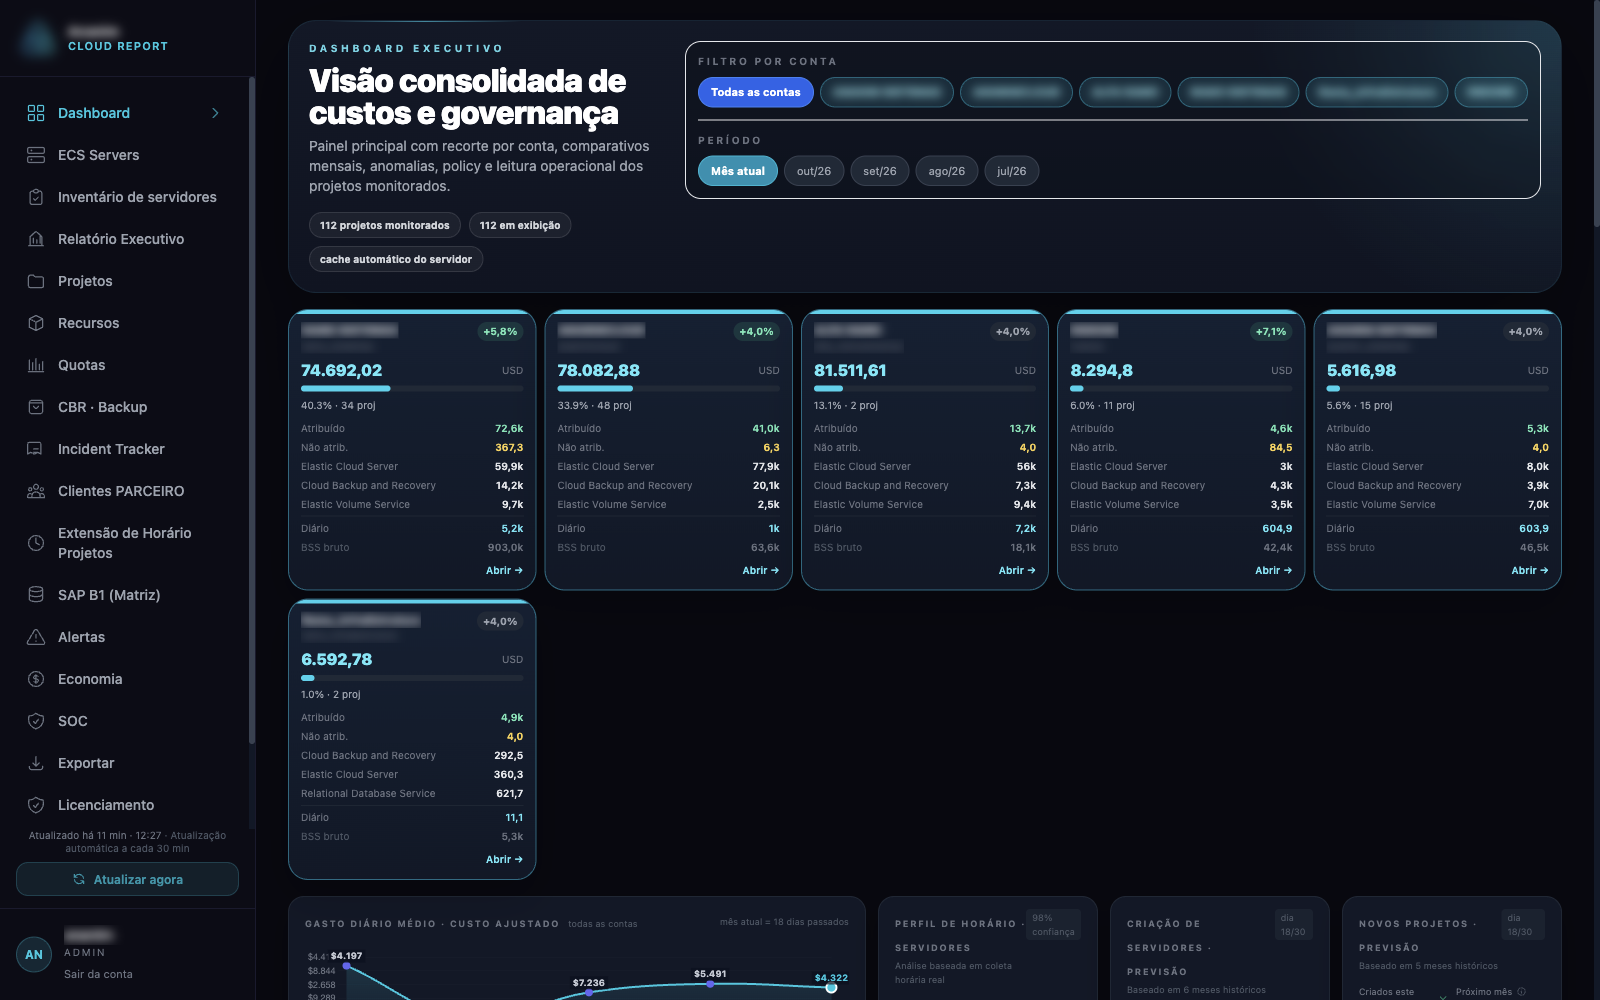 CLOUD REPORT
Dashboard
ECS Servers
Inventário de servidores
Relatório Executivo
Projetos
Recursos
Quotas
CBR · Backup
Incident Tracker
Clientes PARCEIRO
Extensão de Horário
Projetos
SAP B1 (Matriz)
Alertas
Economia
SOC
Exportar
Licenciamento
Atualizado há 11 min · 12:27 · Atualização
automática a cada 30 min
Atualizar agora
AN
ADMIN
Sair da conta
DASHBOARD EXECUTIVO
Visão consolidada de
custos e governança
Painel principal com recorte por conta, comparativos
mensais, anomalias, policy e leitura operacional dos
projetos monitorados.
112 projetos monitorados
112 em exibição
cache automático do servidor
FILTRO POR CONTA
Todas as contas
PERÍODO
Mês atual
out/26
set/26
ago/26
jul/26
+5,8%
74.692,02 USD
40.3% · 34 proj
Atribuído 72,6k
Não atrib. 367,3
Elastic Cloud Server 59,9k
Cloud Backup and Recovery 14,2k
Elastic Volume Service 9,7k
Diário 5,2k
BSS bruto 903,0k
Abrir →
+4,0%
78.082,88 USD
33.9% · 48 proj
Atribuído 41,0k
Não atrib. 6,3
Elastic Cloud Server 77,9k
Cloud Backup and Recovery 20,1k
Elastic Volume Service 2,5k
Diário 1k
BSS bruto 63,6k
Abrir →
+4,0%
81.511,61 USD
13.1% · 2 proj
Atribuído 13,7k
Não atrib. 4,0
Elastic Cloud Server 56k
Cloud Backup and Recovery 7,3k
Elastic Volume Service 9,4k
Diário 7,2k
BSS bruto 18,1k
Abrir →
+7,1%
8.294,8 USD
6.0% · 11 proj
Atribuído 4,6k
Não atrib. 84,5
Elastic Cloud Server 3k
Cloud Backup and Recovery 4,3k
Elastic Volume Service 3,5k
Diário 604,9
BSS bruto 42,4k
Abrir →
+4,0%
5.616,98 USD
5.6% · 15 proj
Atribuído 5,3k
Não atrib. 4,0
Elastic Cloud Server 8,0k
Cloud Backup and Recovery 3,9k
Elastic Volume Service 7,0k
Diário 603,9
BSS bruto 46,5k
Abrir →
+4,0%
6.592,78 USD
1.0% · 2 proj
Atribuído 4,9k
Não atrib. 4,0
Cloud Backup and Recovery 292,5
Elastic Cloud Server 360,3
Relational Database Service 621,7
Diário 11,1
BSS bruto 5,3k
Abrir →
GASTO DIÁRIO MÉDIO · CUSTO AJUSTADO todas as contas
mês atual = 18 dias passados
$4.197
$8.844
$2.658
$9.289
$7.236
$5.491
$4.322
PERFIL DE HORÁRIO ·
SERVIDORES
98%
confiança
Análise baseada em coleta
horária real
CRIAÇÃO DE
SERVIDORES ·
PREVISÃO
dia
18/30
Baseado em 6 meses históricos
NOVOS PROJETOS ·
PREVISÃO
dia
18/30
Baseado em 5 meses históricos
Criados este
Próximo mês